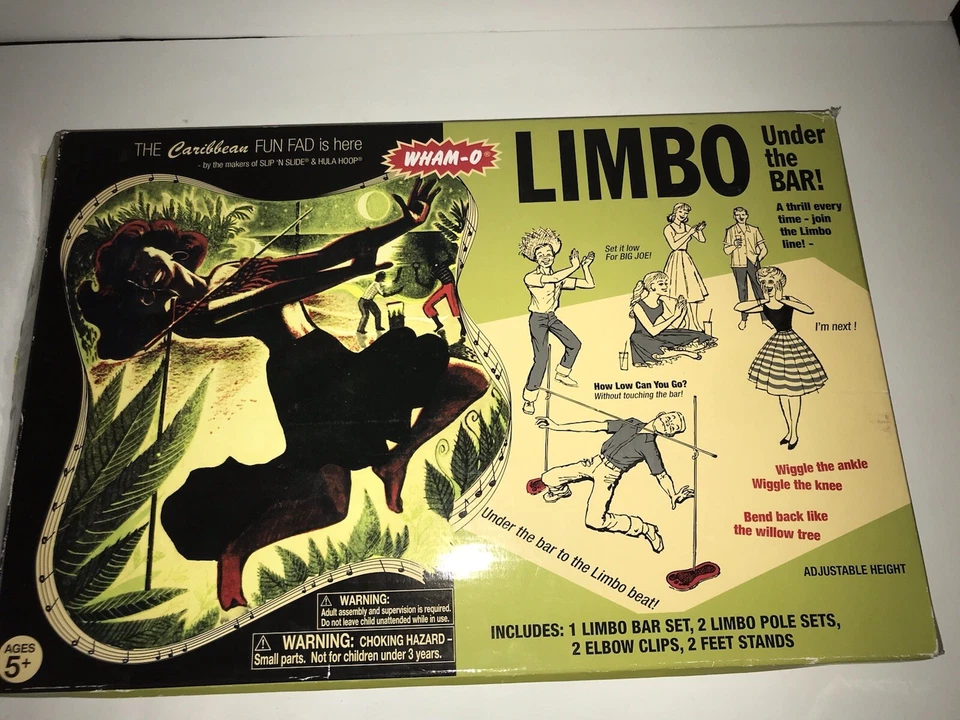 THE Caribbean FUN FAD is here
- by the makers of SLIP 'N SLIDE® & HULA HOOP®
WHAM-O®
LIMBO
Under
the
BAR!
A thrill every
time - join
the Limbo
line! -
Set it low
For BIG JOE!
I'm next !
How Low Can You Go?
Without touching the bar!
Wiggle the ankle
Wiggle the knee
Bend back like
the willow tree
Under the bar to the Limbo beat!
ADJUSTABLE HEIGHT
INCLUDES: 1 LIMBO BAR SET, 2 LIMBO POLE SETS,
2 ELBOW CLIPS, 2 FEET STANDS
⚠ WARNING:
Adult assembly and supervision is required.
Do not leave child unattended while in use.
⚠ WARNING: CHOKING HAZARD -
Small parts. Not for children under 3 years.
AGES
5+